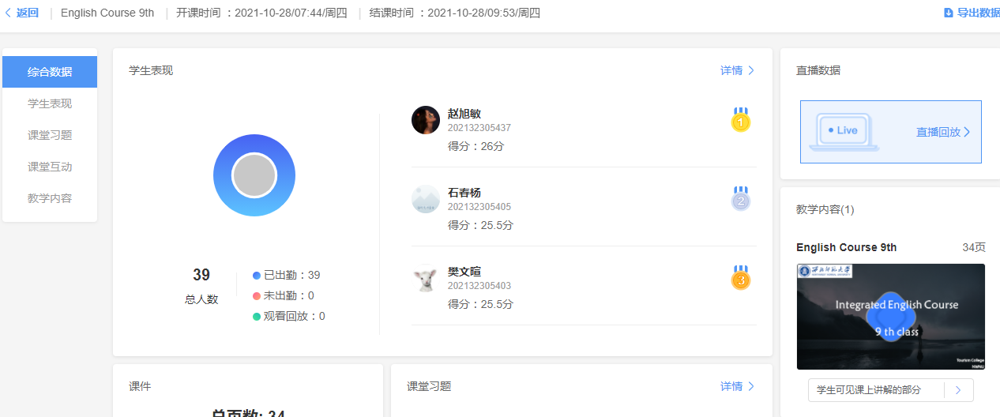 返回 English Course 9th 开课时间 ：2021-10-28/07:44/周四 结课时间 ：2021-10-28/09:53/周四 导出数据
综合数据
学生表现
课堂习题
课堂互动
教学内容
学生表现 详情
39
总人数
已出勤：39
未出勤：0
观看回放：0
赵旭敏
202132305437
得分：26分
1
石春杨
202132305405
得分：25.5分
2
樊文暄
202132305403
得分：25.5分
3
直播数据
Live
直播回放
教学内容(1)
English Course 9th 34页
西北师范大学
Integrated English Course
9 th class
Tourism College
NWNU
学生可见课上讲解的部分
课件
总页数: 34
课堂习题 详情